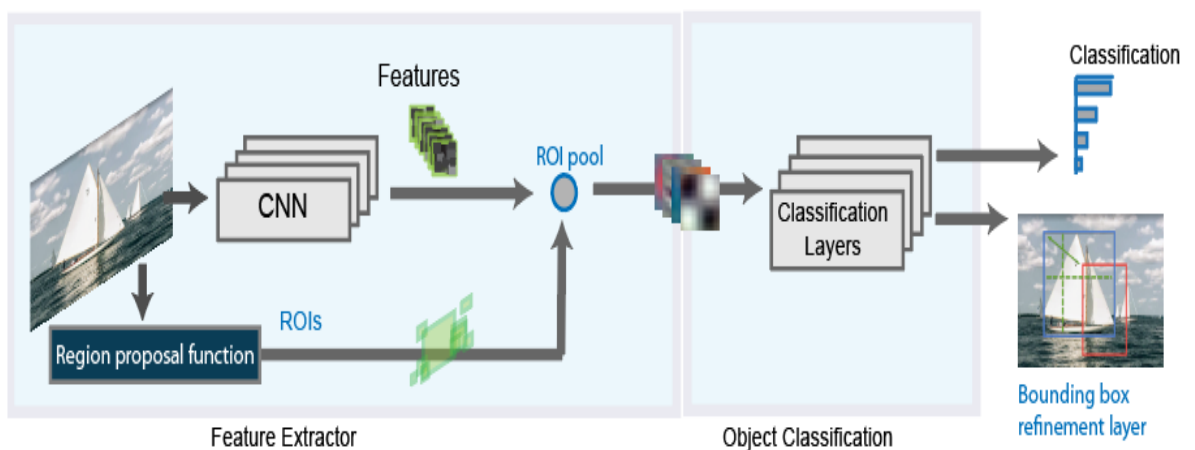 Classification
Features
ROI pool
CNN
Classification
Layers
ROIs
Region proposal function
Bounding box
refinement layer
Feature Extractor
Object Classification